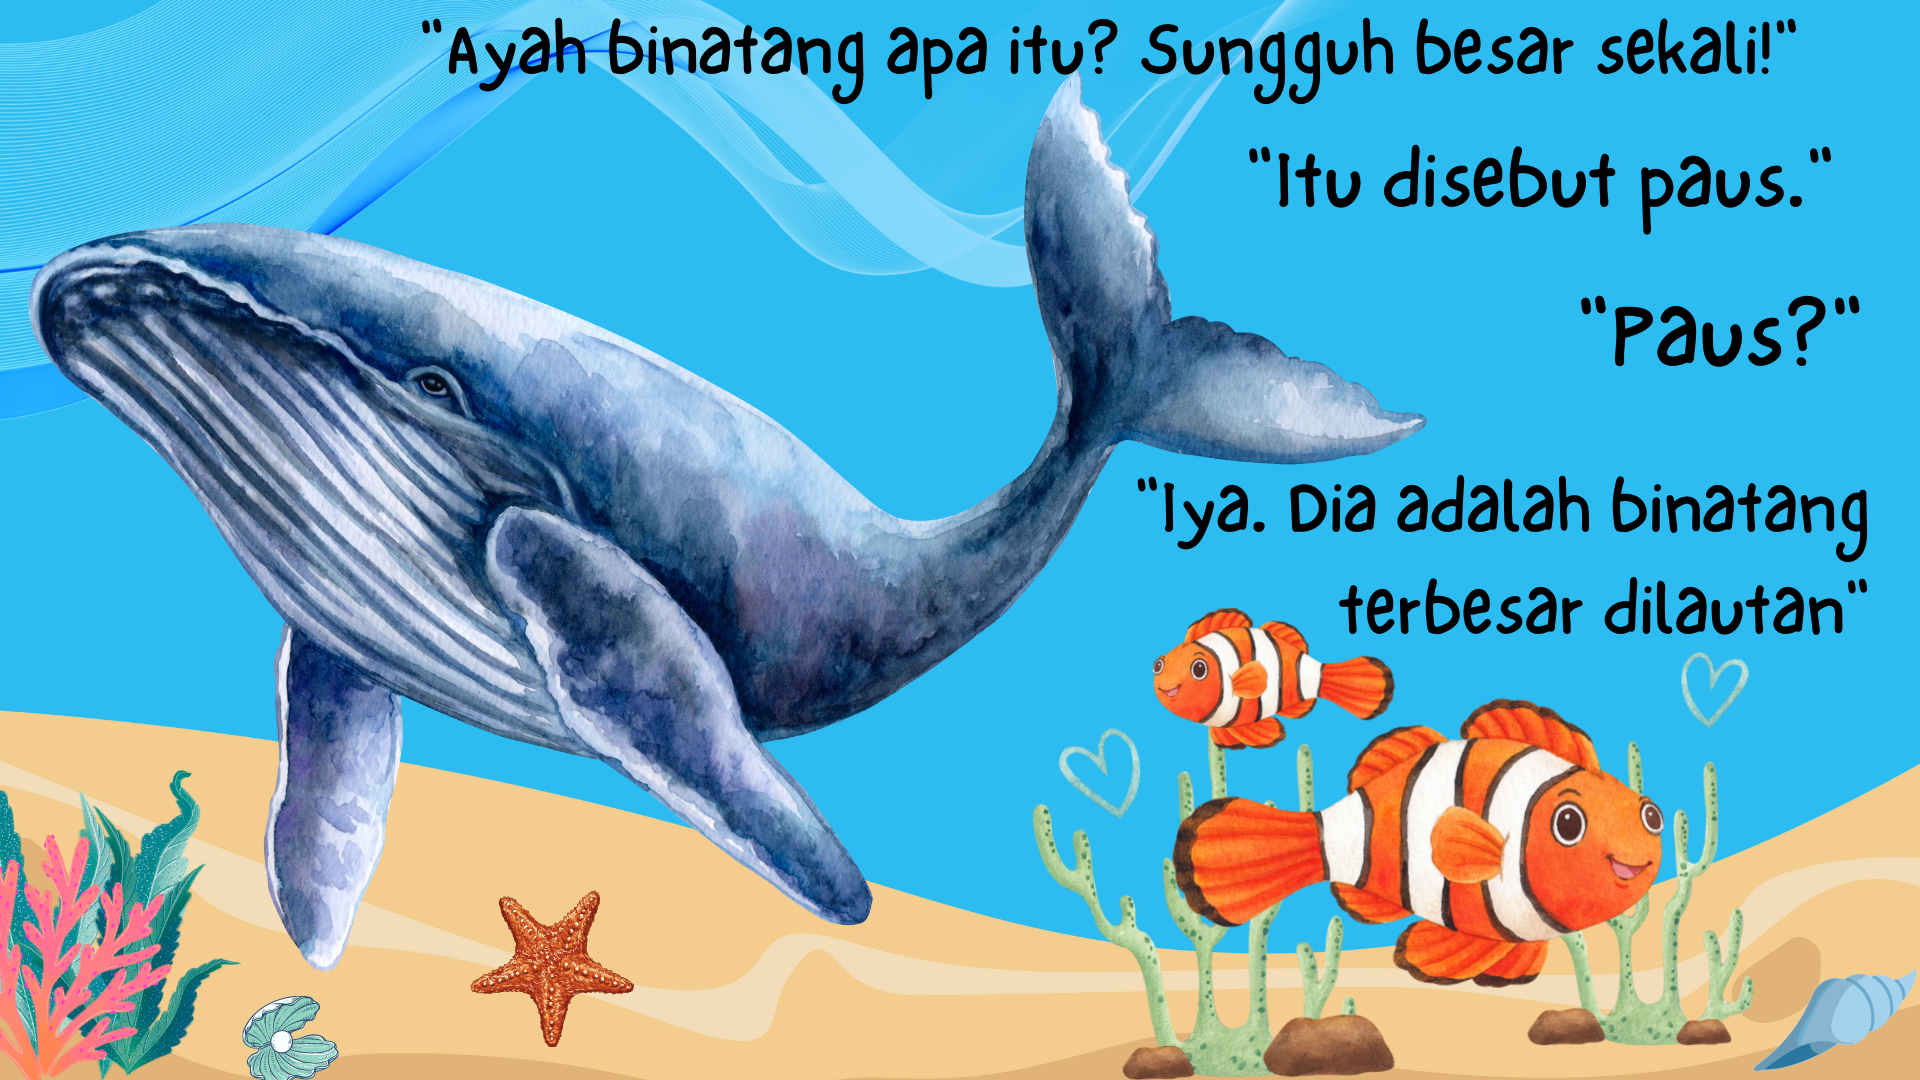 "Ayah binatang apa itu? Sungguh besar sekali!"
"Itu disebut paus."
"Paus?"
"Iya. Dia adalah binatang
terbesar dilautan"